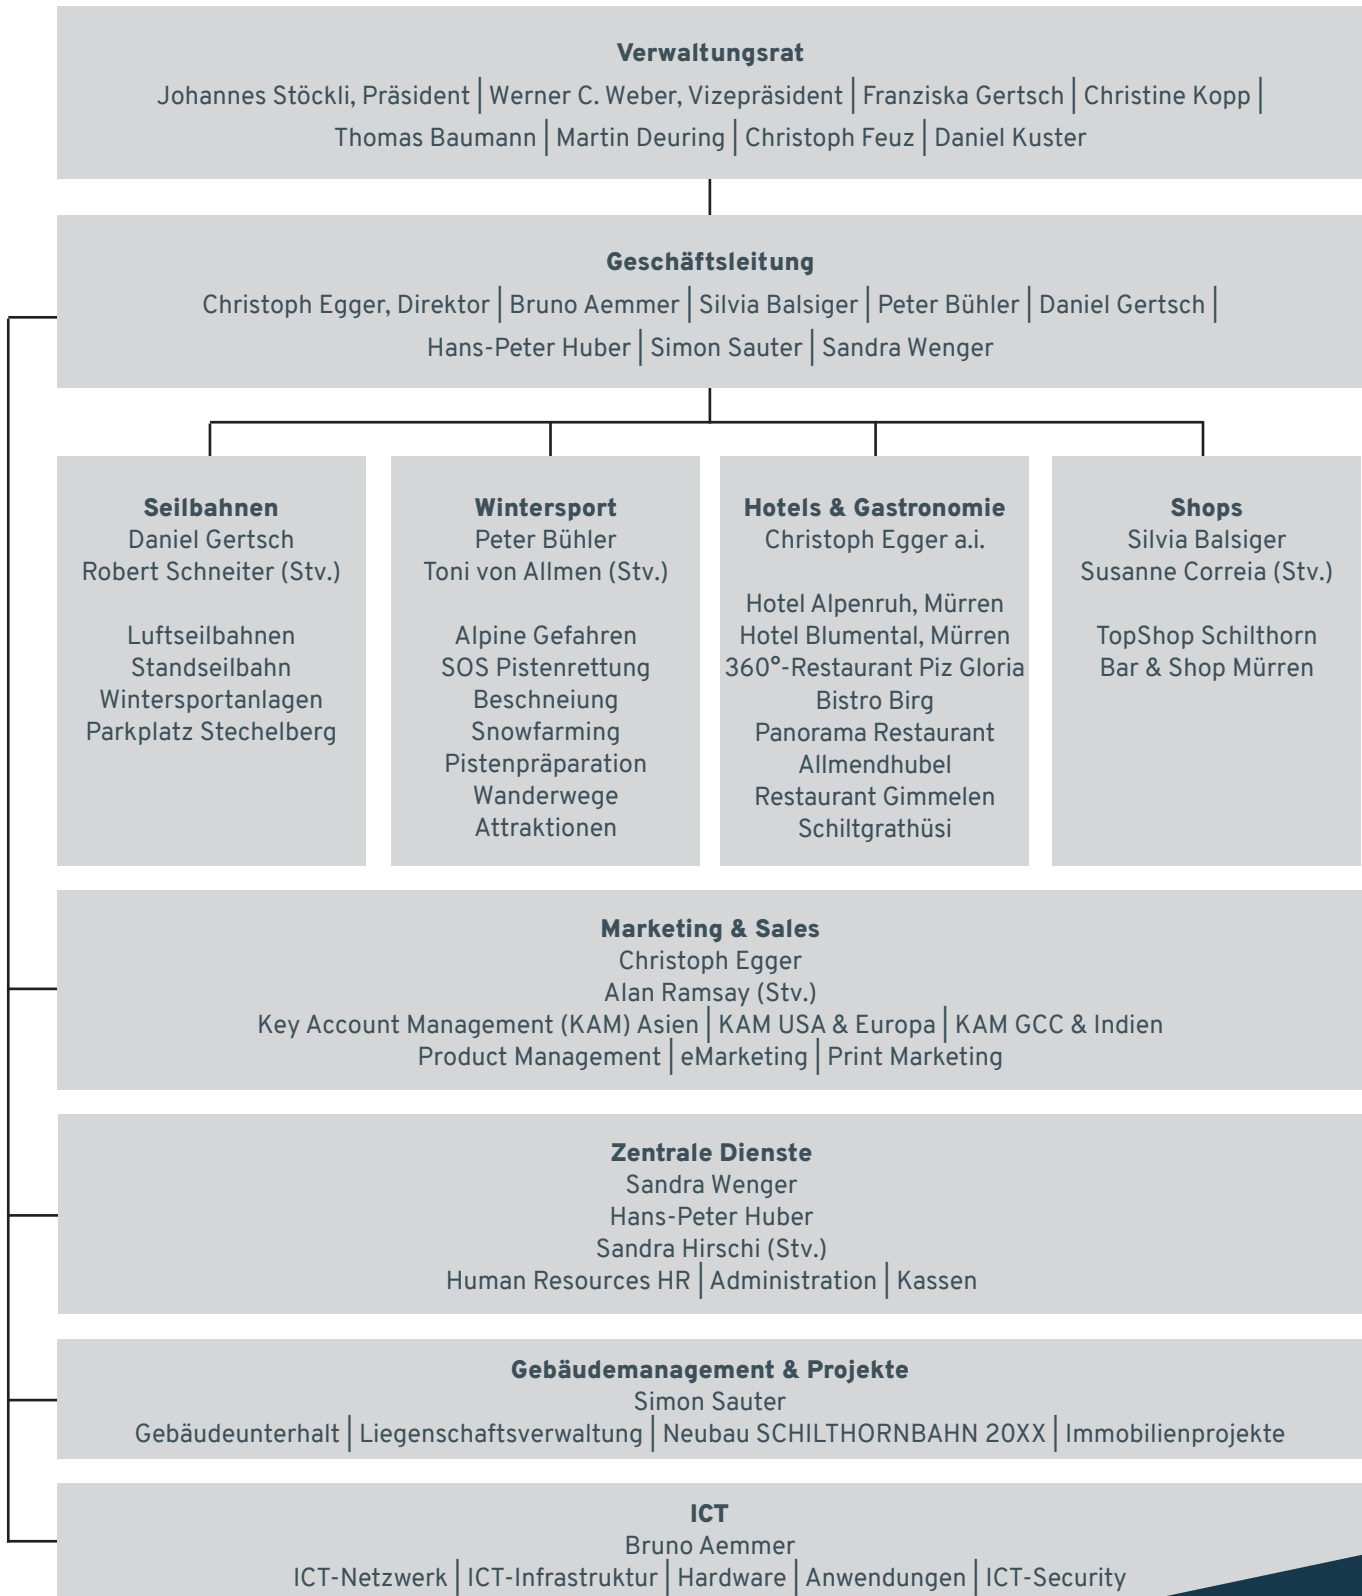 Verwaltungsrat
Johannes Stöckli, Präsident | Werner C. Weber, Vizepräsident | Franziska Gertsch | Christine Kopp |
Thomas Baumann | Martin Deuring | Christoph Feuz | Daniel Kuster
Geschäftsleitung
Christoph Egger, Direktor | Bruno Aemmer | Silvia Balsiger | Peter Bühler | Daniel Gertsch |
Hans-Peter Huber | Simon Sauter | Sandra Wenger
Seilbahnen
Daniel Gertsch
Robert Schneiter (Stv.)
Luftseilbahnen
Standseilbahn
Wintersportanlagen
Parkplatz Stechelberg
Wintersport
Peter Bühler
Toni von Allmen (Stv.)
Alpine Gefahren
SOS Pistenrettung
Beschneiung
Snowfarming
Pistenpräparation
Wanderwege
Attraktionen
Hotels & Gastronomie
Christoph Egger a.i.
Hotel Alpenruh, Mürren
Hotel Blumental, Mürren
360°-Restaurant Piz Gloria
Bistro Birg
Panorama Restaurant
Allmendhubel
Restaurant Gimmelen
Schiltgrathüsi
Shops
Silvia Balsiger
Susanne Correia (Stv.)
TopShop Schilthorn
Bar & Shop Mürren
Marketing & Sales
Christoph Egger
Alan Ramsay (Stv.)
Key Account Management (KAM) Asien | KAM USA & Europa | KAM GCC & Indien
Product Management | eMarketing | Print Marketing
Zentrale Dienste
Sandra Wenger
Hans-Peter Huber
Sandra Hirschi (Stv.)
Human Resources HR | Administration | Kassen
Gebäudemanagement & Projekte
Simon Sauter
Gebäudeunterhalt | Liegenschaftsverwaltung | Neubau SCHILTHORNBAHN 20XX | Immobilienprojekte
ICT
Bruno Aemmer
ICT-Netzwerk | ICT-Infrastruktur | Hardware | Anwendungen | ICT-Security